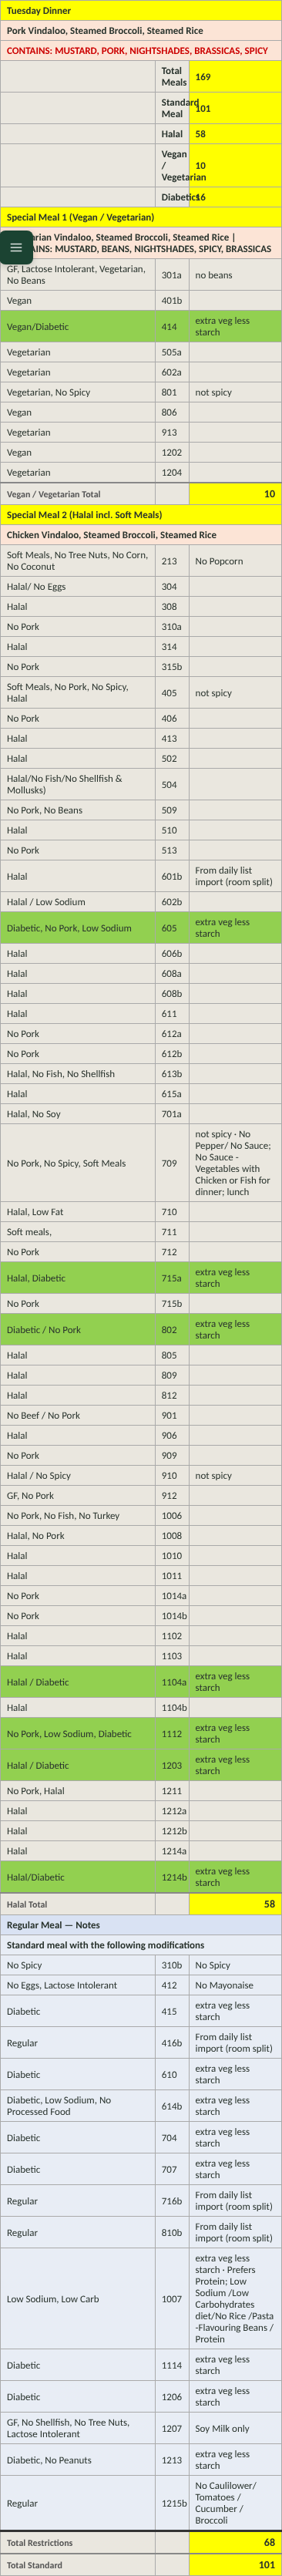 Tuesday Dinner
Pork Vindaloo, Steamed Broccoli, Steamed Rice
CONTAINS: MUSTARD, PORK, NIGHTSHADES, BRASSICAS, SPICY
Total
Meals 169
Standard
Meal 101
Halal 58
Vegan
/
Vegetarian 10
Diabetics 16
Special Meal 1 (Vegan / Vegetarian)
Vindaloo, Steamed Broccoli, Steamed Rice |
MUSTARD, BEANS, NIGHTSHADES, SPICY, BRASSICAS
GF, Lactose Intolerant, Vegetarian,
No Beans 301a no beans
Vegan 401b
Vegan/Diabetic 414 extra veg less
starch
Vegetarian 505a
Vegetarian 602a
Vegetarian, No Spicy 801 not spicy
Vegan 806
Vegetarian 913
Vegan 1202
Vegetarian 1204
Vegan / Vegetarian Total 10
Special Meal 2 (Halal incl. Soft Meals)
Chicken Vindaloo, Steamed Broccoli, Steamed Rice
Soft Meals, No Tree Nuts, No Corn,
No Coconut 213 No Popcorn
Halal/ No Eggs 304
Halal 308
No Pork 310a
Halal 314
No Pork 315b
Soft Meals, No Pork, No Spicy,
Halal 405 not spicy
No Pork 406
Halal 413
Halal 502
Halal/No Fish/No Shellfish &
Mollusks) 504
No Pork, No Beans 509
Halal 510
No Pork 513
Halal 601b From daily list
import (room split)
Halal / Low Sodium 602b
Diabetic, No Pork, Low Sodium 605 extra veg less
starch
Halal 606b
Halal 608a
Halal 608b
Halal 611
No Pork 612a
No Pork 612b
Halal, No Fish, No Shellfish 613b
Halal 615a
Halal, No Soy 701a
No Pork, No Spicy, Soft Meals 709 not spicy · No
Pepper/ No Sauce;
No Sauce -
Vegetables with
Chicken or Fish for
dinner; lunch
Halal, Low Fat 710
Soft meals, 711
No Pork 712
Halal, Diabetic 715a extra veg less
starch
No Pork 715b
Diabetic / No Pork 802 extra veg less
starch
Halal 805
Halal 809
Halal 812
No Beef / No Pork 901
Halal 906
No Pork 909
Halal / No Spicy 910 not spicy
GF, No Pork 912
No Pork, No Fish, No Turkey 1006
Halal, No Pork 1008
Halal 1010
Halal 1011
No Pork 1014a
No Pork 1014b
Halal 1102
Halal 1103
Halal / Diabetic 1104a extra veg less
starch
Halal 1104b
No Pork, Low Sodium, Diabetic 1112 extra veg less
starch
Halal / Diabetic 1203 extra veg less
starch
No Pork, Halal 1211
Halal 1212a
Halal 1212b
Halal 1214a
Halal/Diabetic 1214b extra veg less
starch
Halal Total 58
Regular Meal — Notes
Standard meal with the following modifications
No Spicy 310b No Spicy
No Eggs, Lactose Intolerant 412 No Mayonaise
Diabetic 415 extra veg less
starch
Regular 416b From daily list
import (room split)
Diabetic 610 extra veg less
starch
Diabetic, Low Sodium, No
Processed Food 614b extra veg less
starch
Diabetic 704 extra veg less
starch
Diabetic 707 extra veg less
starch
Regular 716b From daily list
import (room split)
Regular 810b From daily list
import (room split)
Low Sodium, Low Carb 1007 extra veg less
starch · Prefers
Protein; Low
Sodium /Low
Carbohydrates
diet/No Rice /Pasta
-Flavouring Beans /
Protein
Diabetic 1114 extra veg less
starch
Diabetic 1206 extra veg less
starch
GF, No Shellfish, No Tree Nuts,
Lactose Intolerant 1207 Soy Milk only
Diabetic, No Peanuts 1213 extra veg less
starch
Regular 1215b No Caulilower/
Tomatoes /
Cucumber /
Broccoli
Total Restrictions 68
Total Standard 101